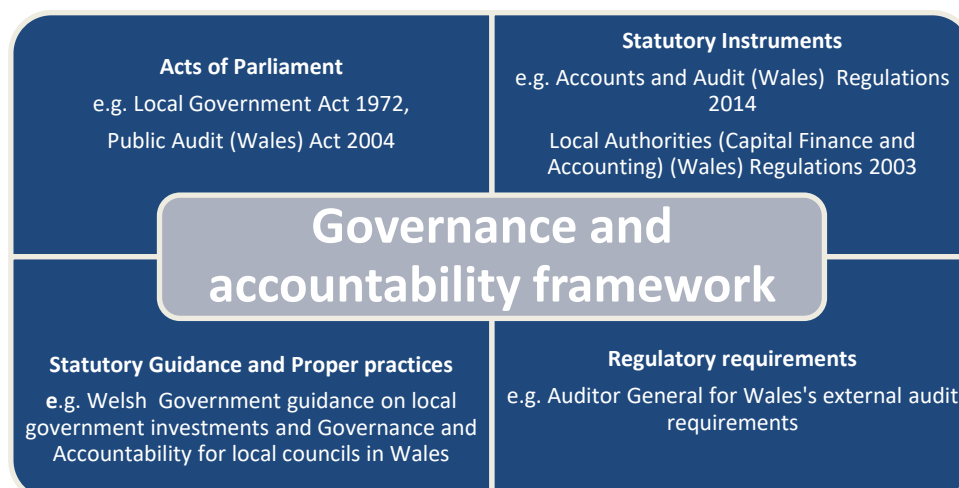 Acts of Parliament
e.g. Local Government Act 1972,
Public Audit (Wales) Act 2004
Statutory Instruments
e.g. Accounts and Audit (Wales)  Regulations
2014
Local Authorities (Capital Finance and
Accounting) (Wales) Regulations 2003
Governance and
accountability framework
Statutory Guidance and Proper practices
e.g. Welsh  Government guidance on local
government investments and Governance and
Accountability for local councils in Wales
Regulatory requirements
e.g. Auditor General for Wales's external audit
requirements